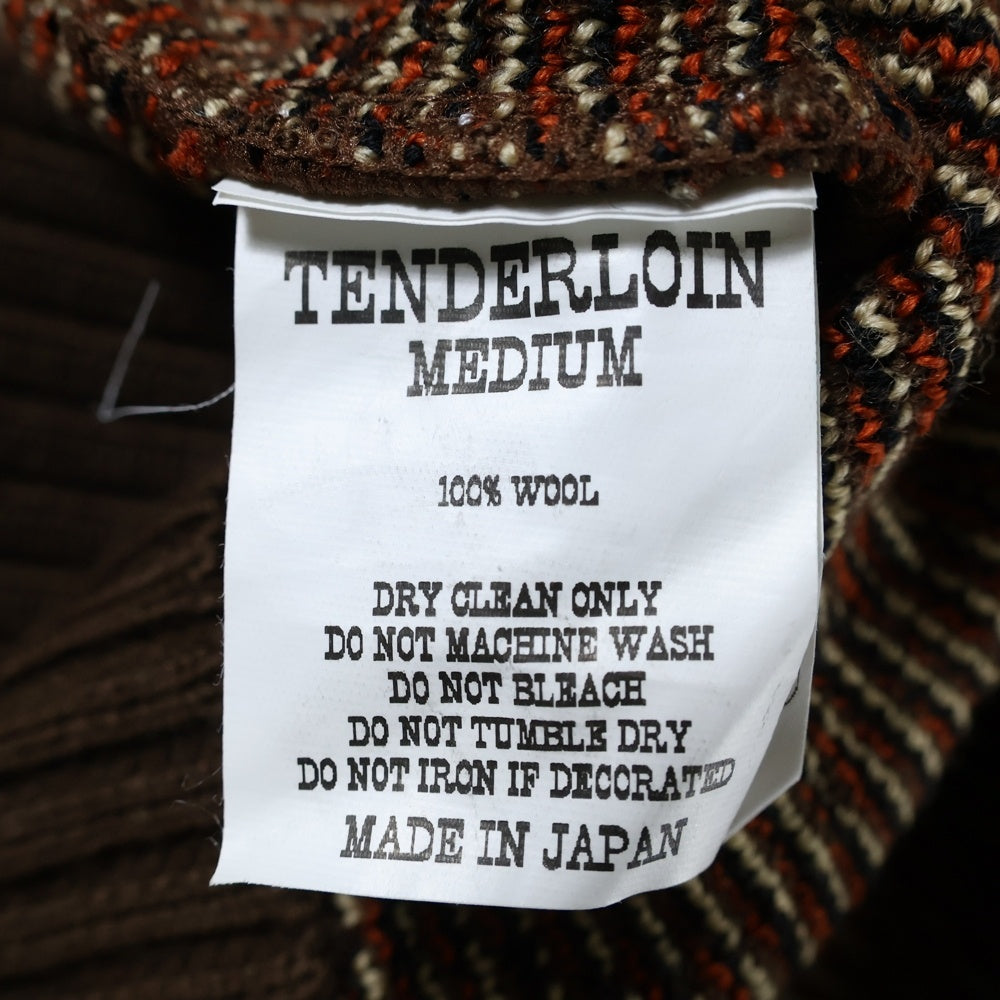 TENDERLOIN
MEDIUM
100% WOOL
DRY CLEAN ONLY
DO NOT MACHINE WASH
DO NOT BLEACH
DO NOT TUMBLE DRY
DO NOT IRON IF DECORATED
MADE IN JAPAN